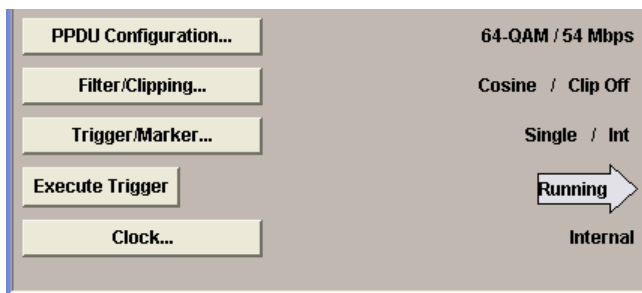 PPDU Configuration... 64-QAM / 54 Mbps
Filter/Clipping... Cosine / Clip Off
Trigger/Marker... Single / Int
Execute Trigger Running
Clock... Internal